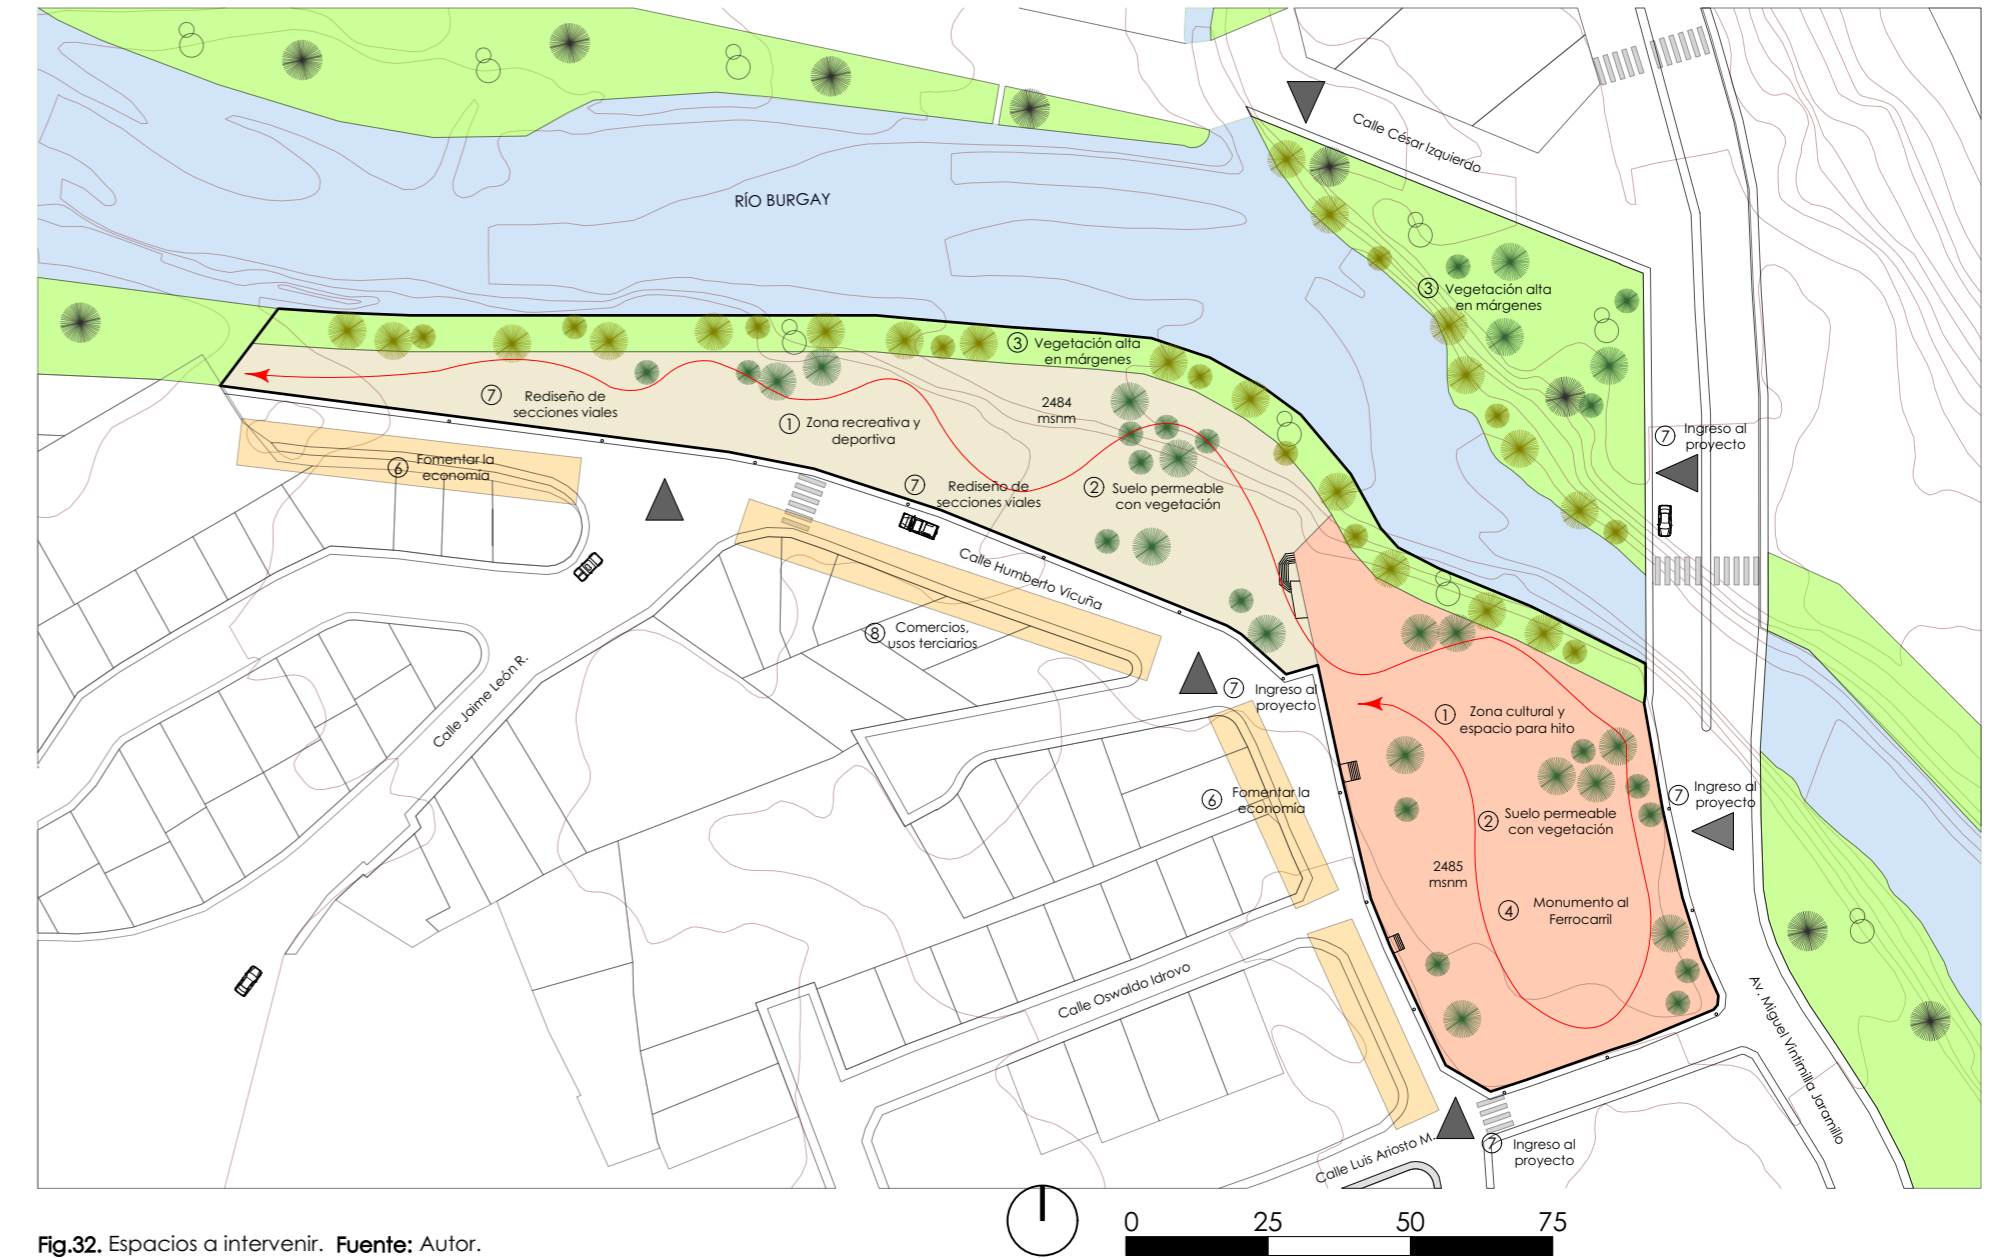 Calle César Izquierdo
RÍO BURGAY
3 Vegetación alta
en márgenes
3 Vegetación alta
en márgenes
7 Rediseño de
secciones viales
1 Zona recreativa y
deportiva
2484
msnm
7 Ingreso al
proyecto
6 Fomentar la
economía
7 Rediseño de
secciones viales
2 Suelo permeable
con vegetación
Calle Humberto Vicuña
8 Comercios,
usos terciarios
Calle Jaime León R.
7 Ingreso al
proyecto
1 Zona cultural y
espacio para hito
6 Fomentar la
economía
7 Ingreso al
proyecto
2 Suelo permeable
con vegetación
2485
msnm
4 Monumento al
Ferrocarril
Calle Oswaldo Idrovo
Av. Miguel Vintimilla Jaramillo
Calle Luis Ariosto M.
7 Ingreso al
proyecto
0 25 50 75
Fig.32. Espacios a intervenir. Fuente: Autor.